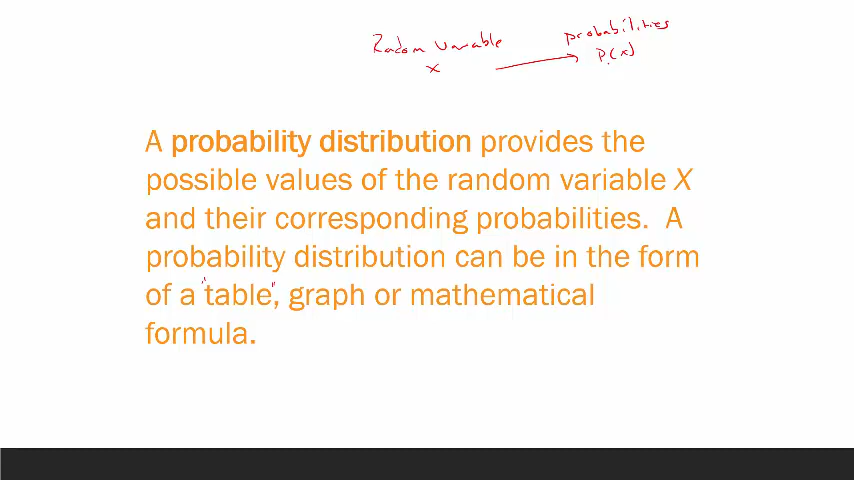 Radom Variable probabilities
x P(x)
A probability distribution provides the
possible values of the random variable X
and their corresponding probabilities. A
probability distribution can be in the form
of a "table", graph or mathematical
formula.